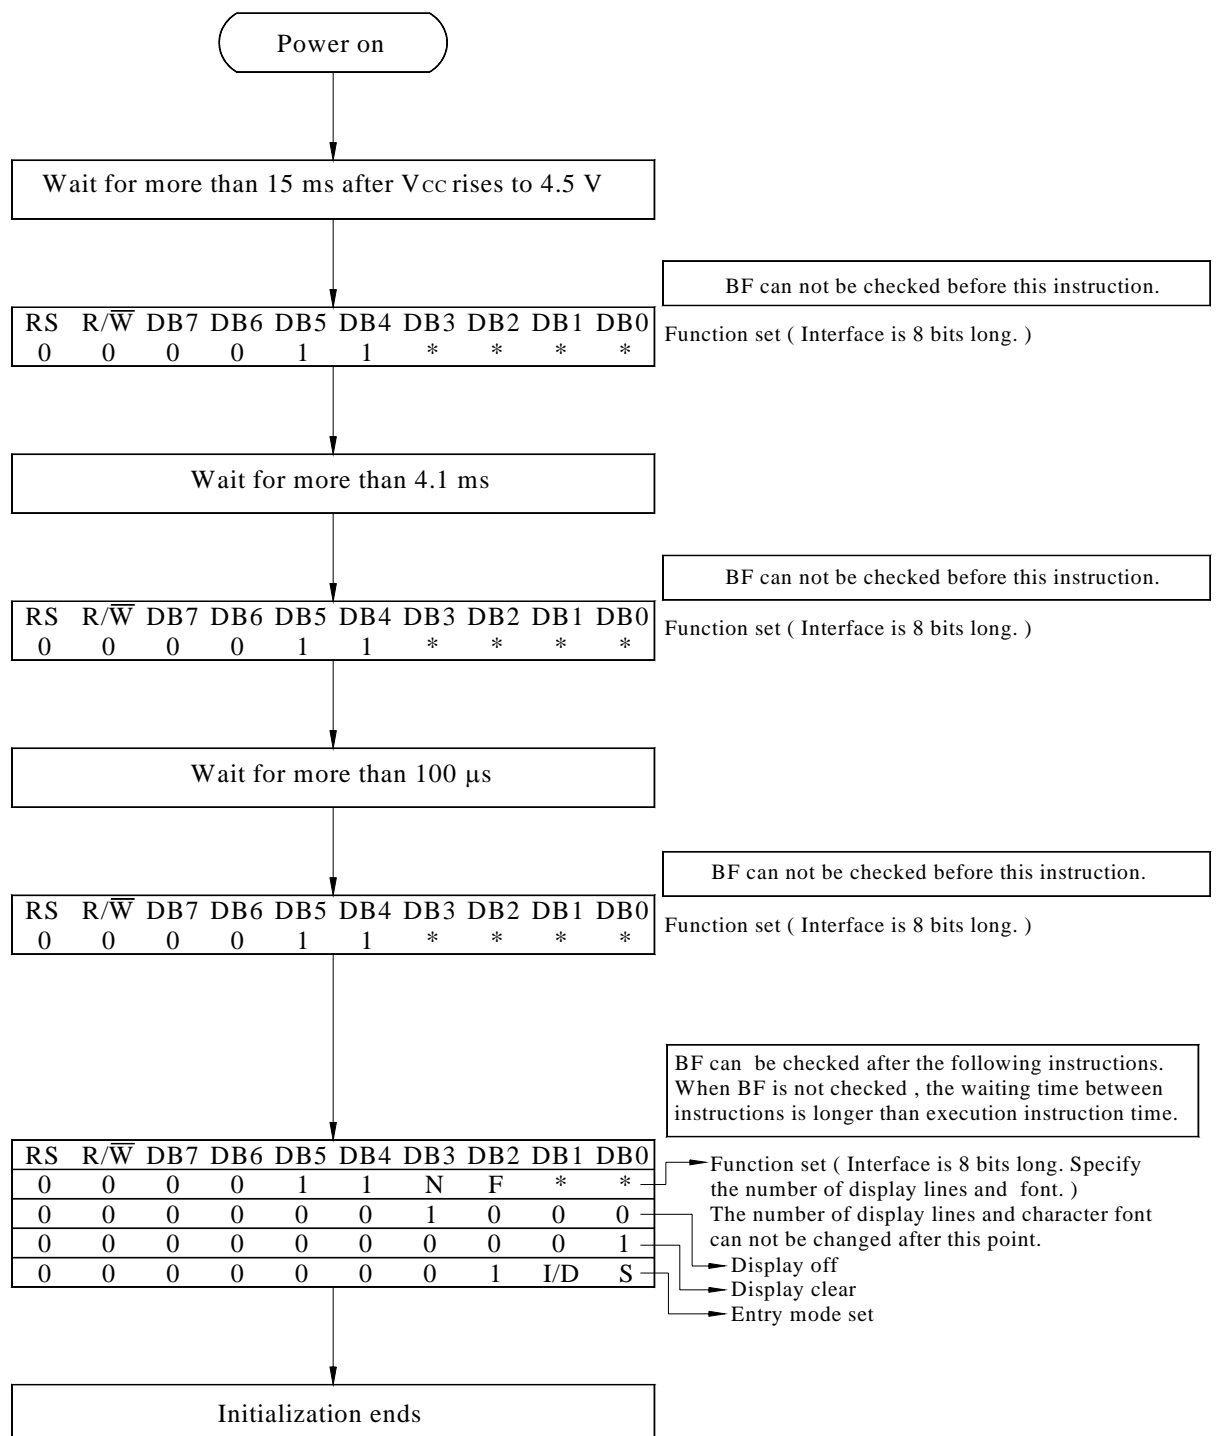 Power on
Wait for more than 15 ms after VCC rises to 4.5 V
BF can not be checked before this instruction.
RS R/W̅ DB7 DB6 DB5 DB4 DB3 DB2 DB1 DB0
0 0 0 0 1 1 * * * *
Function set ( Interface is 8 bits long. )
Wait for more than 4.1 ms
BF can not be checked before this instruction.
RS R/W̅ DB7 DB6 DB5 DB4 DB3 DB2 DB1 DB0
0 0 0 0 1 1 * * * *
Function set ( Interface is 8 bits long. )
Wait for more than 100 µs
BF can not be checked before this instruction.
RS R/W̅ DB7 DB6 DB5 DB4 DB3 DB2 DB1 DB0
0 0 0 0 1 1 * * * *
Function set ( Interface is 8 bits long. )
BF can be checked after the following instructions.
When BF is not checked , the waiting time between
instructions is longer than execution instruction time.
RS R/W̅ DB7 DB6 DB5 DB4 DB3 DB2 DB1 DB0
0 0 0 0 1 1 N F * *
0 0 0 0 0 0 1 0 0 0
0 0 0 0 0 0 0 0 0 1
0 0 0 0 0 0 0 1 I/D S
Function set ( Interface is 8 bits long. Specify
the number of display lines and font. )
The number of display lines and character font
can not be changed after this point.
Display off
Display clear
Entry mode set
Initialization ends